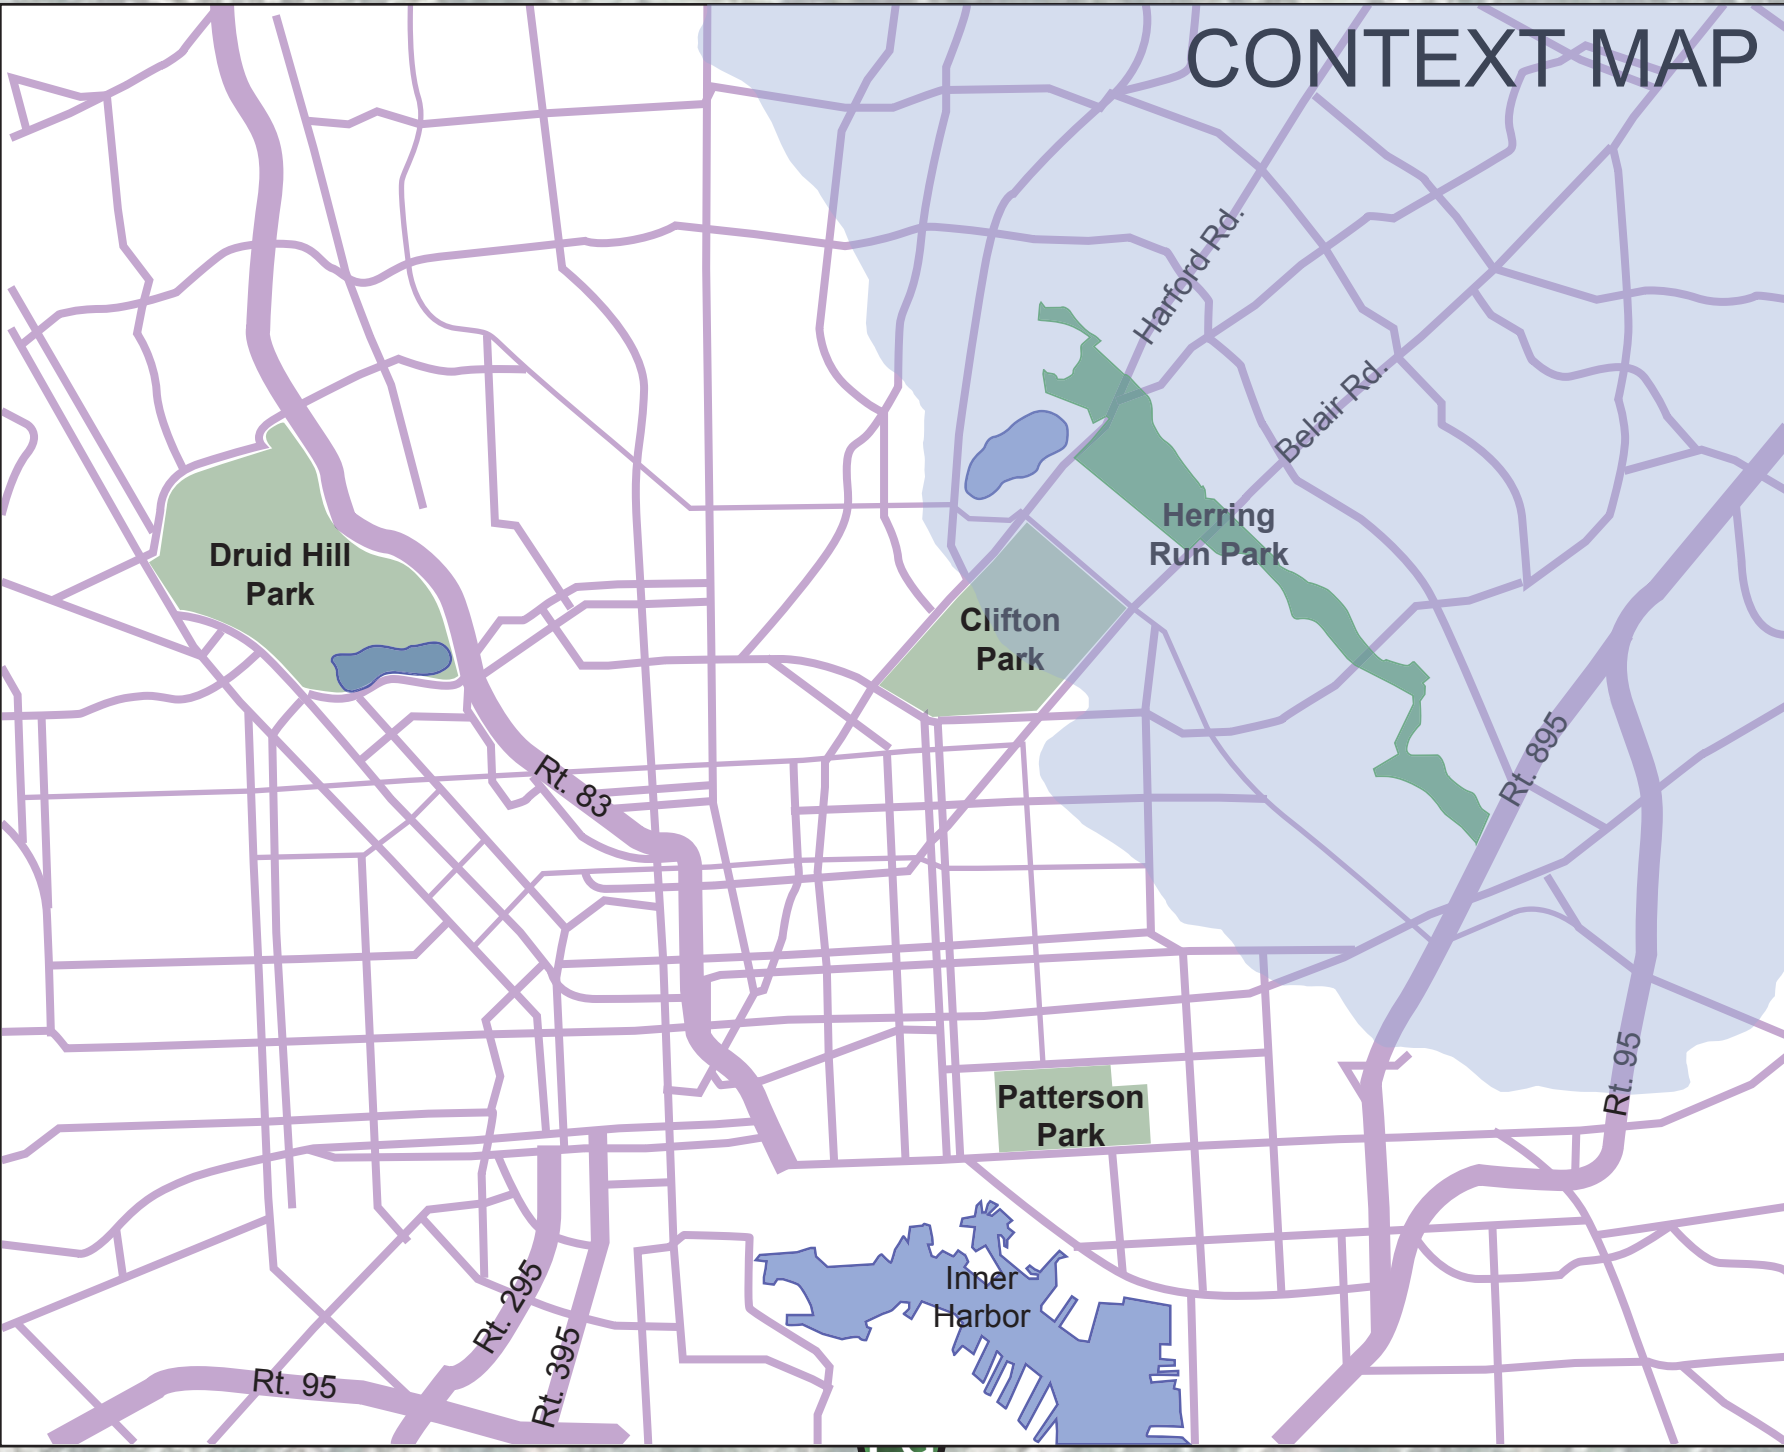 CONTEXT MAP
Harford Rd.
Belair Rd.
Herring
Run Park
Druid Hill
Park
Clifton
Park
Rt. 895
Rt. 83
Rt. 95
Patterson
Park
Inner
Harbor
Rt. 295
Rt. 395
Rt. 95